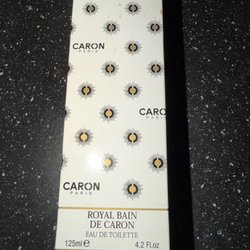 CARON
PARIS
CARON
PARIS
CARON
PARIS
ROYAL BAIN
DE CARON
EAU DE TOILETTE
125ml e 4.2 Fl.oz